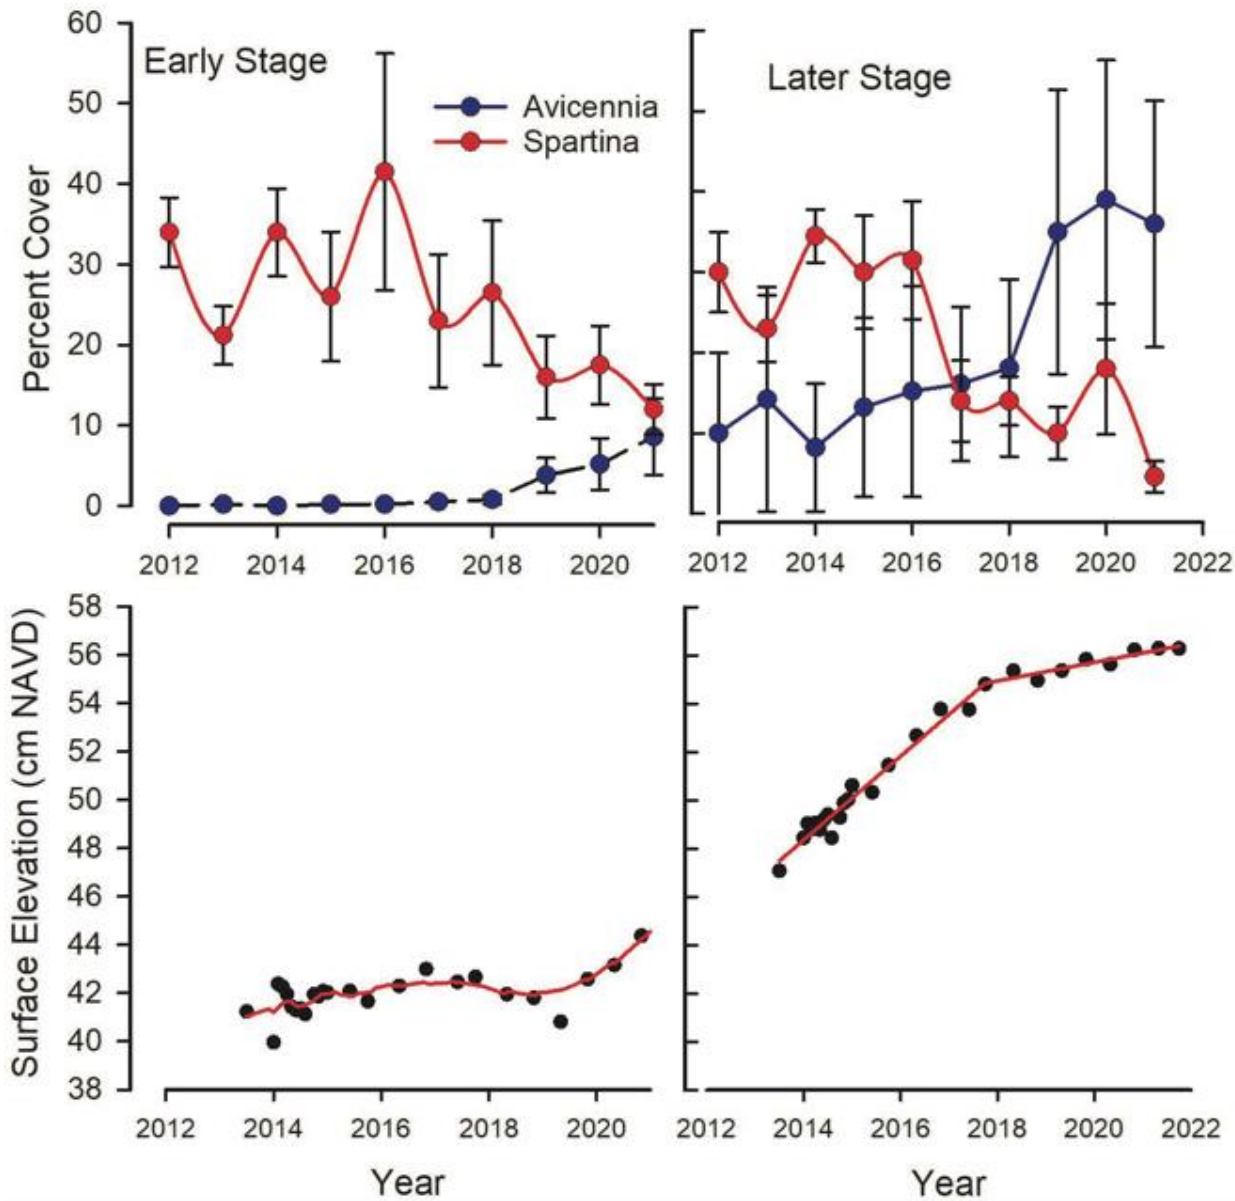 Early Stage
Avicennia
Spartina
Later Stage
Percent Cover
60
50
40
30
20
10
0
2012 2014 2016 2018 2020
2012 2014 2016 2018 2020 2022
Surface Elevation (cm NAVD)
58
56
54
52
50
48
46
44
42
40
38
2012 2014 2016 2018 2020
2012 2014 2016 2018 2020 2022
Year
Year